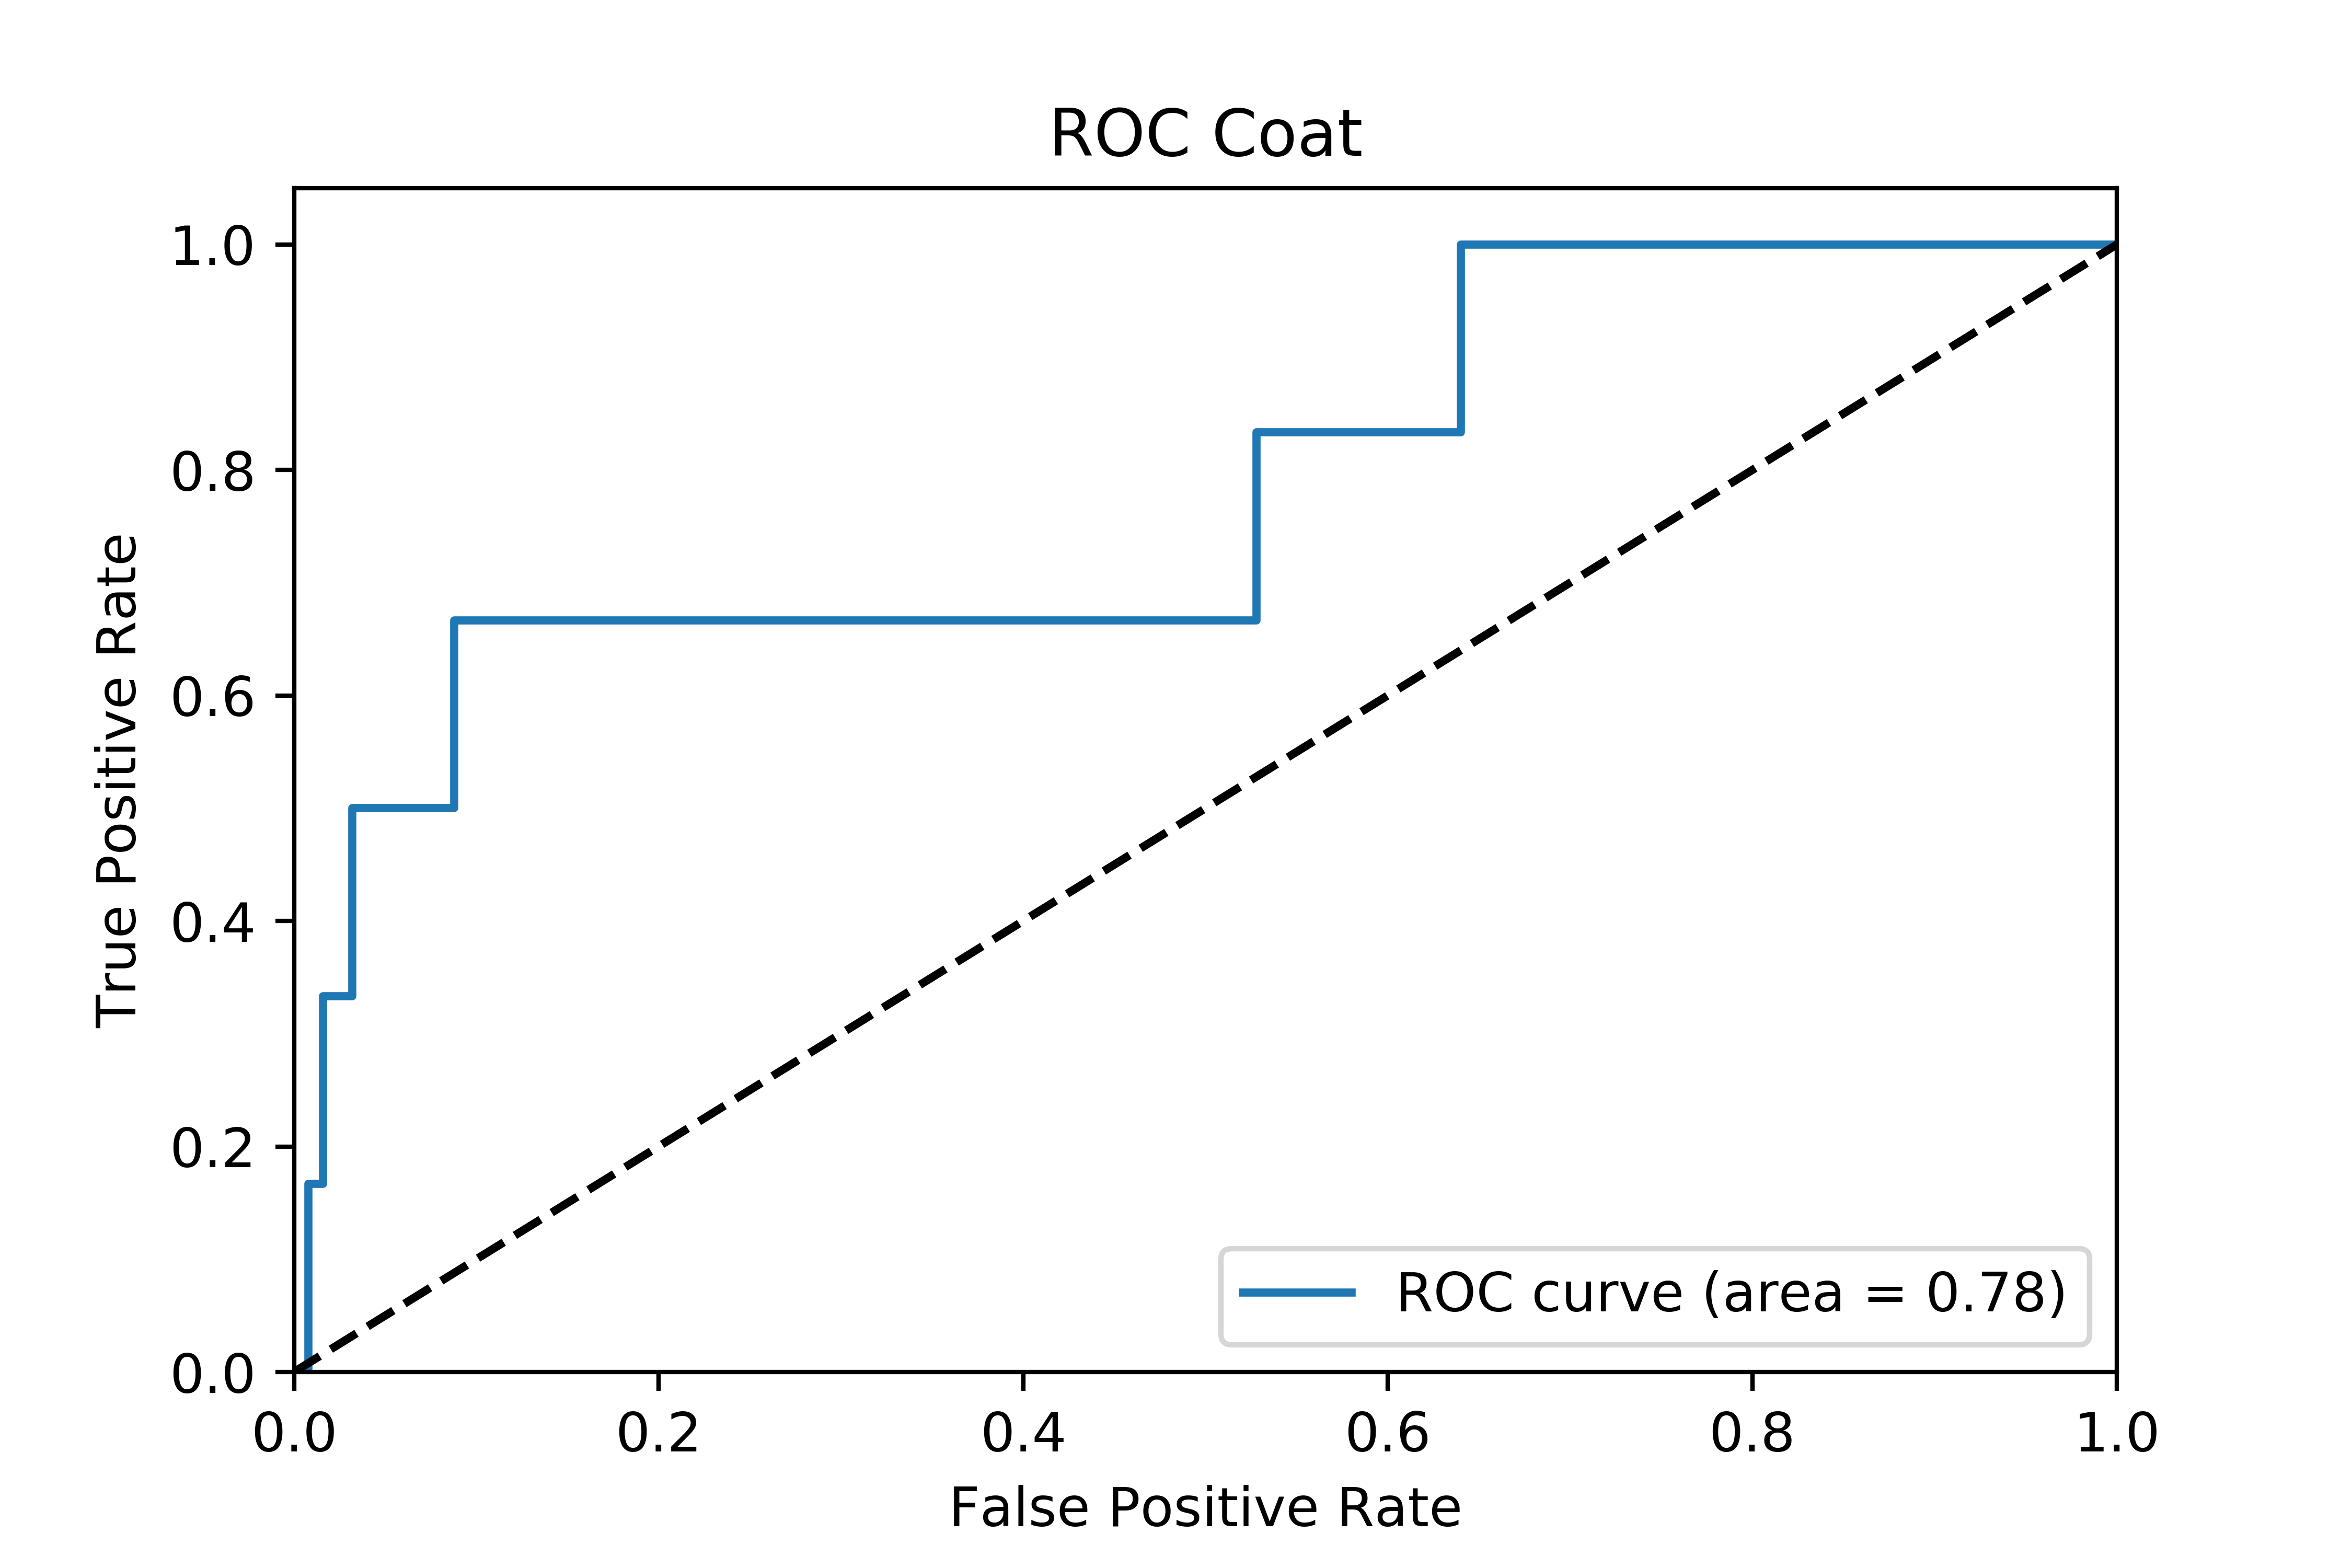 ROC Coat
True Positive Rate
1.0
0.8
0.6
0.4
0.2
0.0
ROC curve (area = 0.78)
0.0 0.2 0.4 0.6 0.8 1.0
False Positive Rate